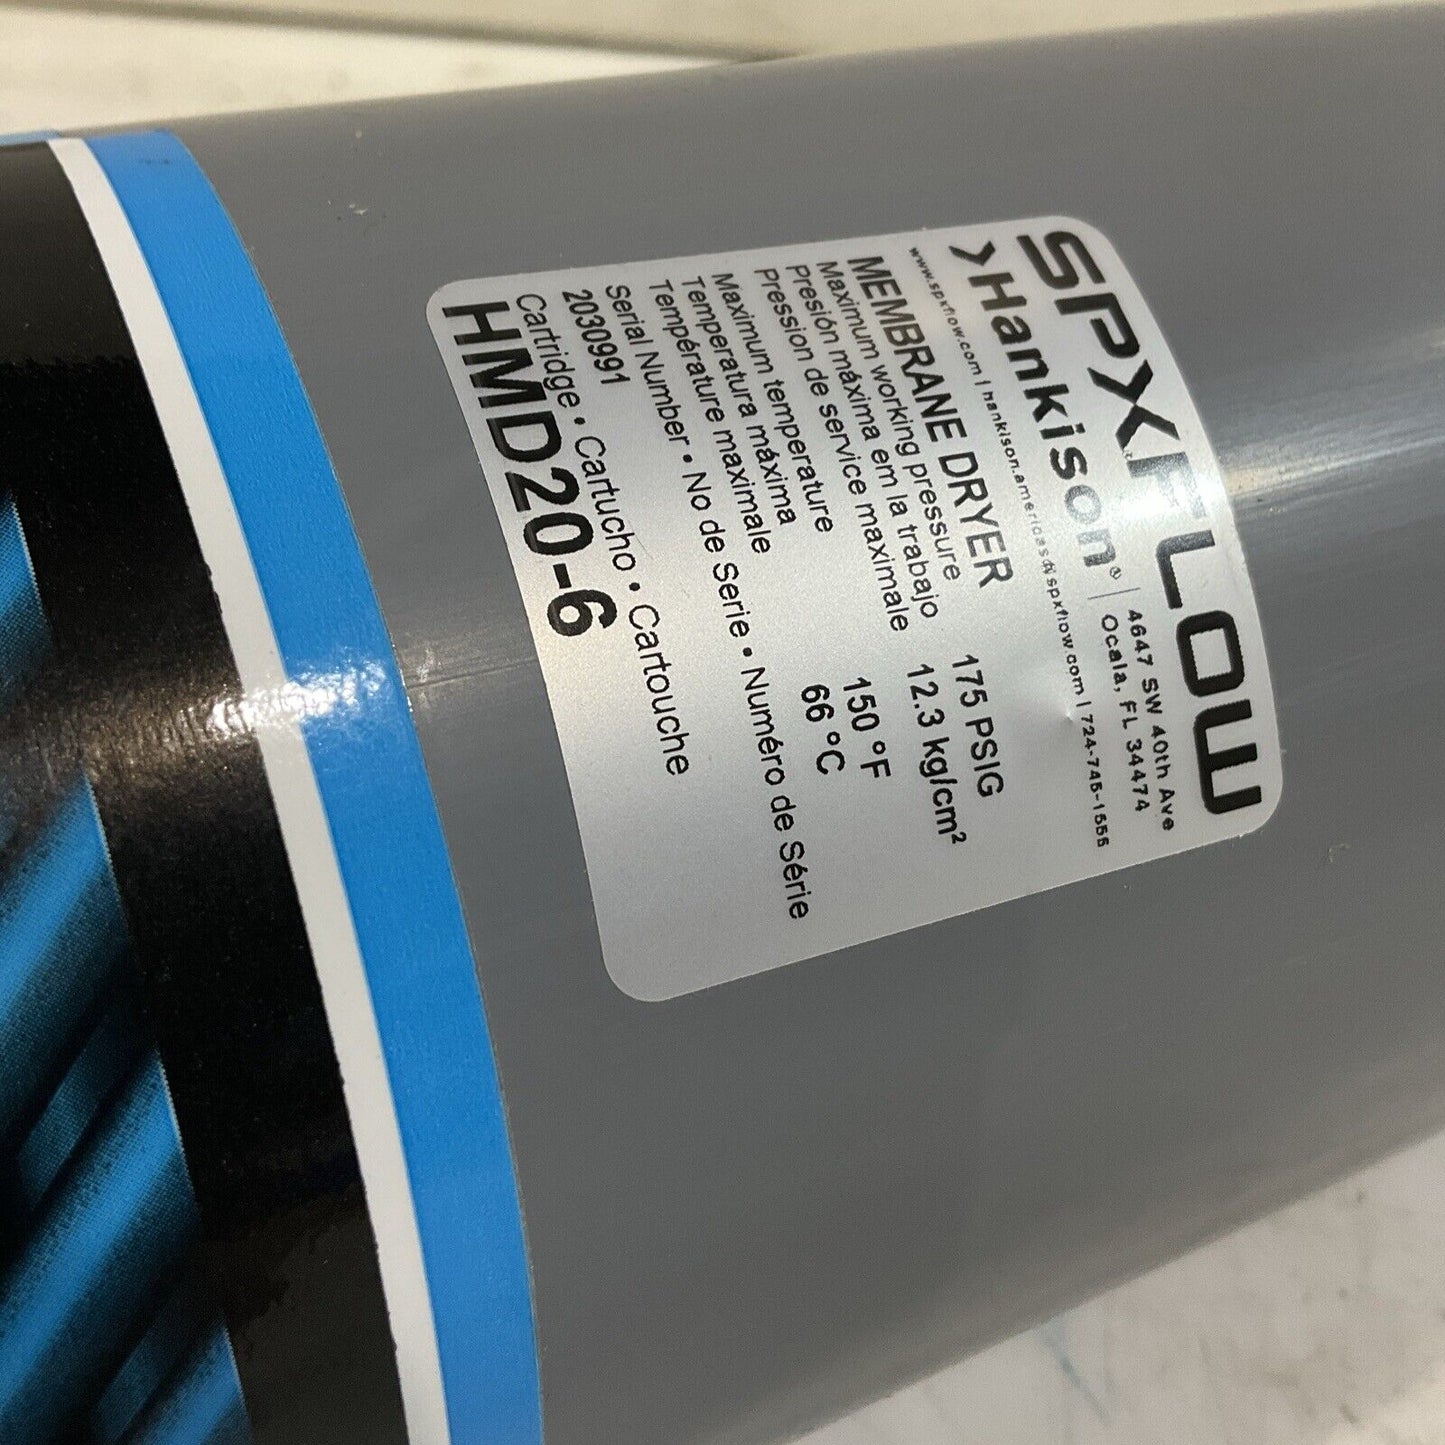 SPXFLOW
Hankison® | 4647 SW 40th Ave
Ocala, FL 34474
www.spxflow.com | hankison.americas@spxflow.com | 724-745-1555
MEMBRANE DRYER
Maximum working pressure 175 PSIG
Presión máxima em la trabajo
Pression de service maximale 12.3 kg/cm²
Maximum temperature
Temperatura máxima 150 °F
Température maximale 66 °C
Serial Number • No de Serie • Numéro de Série
2030991
Cartridge • Cartucho • Cartouche
HMD20-6